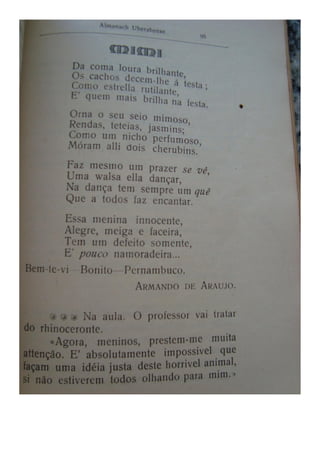 Almanach Uberabense 95
MIMI
Da coma loura brilhante,
Os cachos decem-lhe á testa;
Como estrella rutilante,
E' quem mais brilha na festa.
Orna o seu seio mimoso,
Rendas, teteias, jasmins;
Como um nicho perfumoso,
Móram alli dois cherubins.
Faz mesmo um prazer se vê,
Uma walsa ella dançar,
Na dança tem sempre um quê
Que a todos faz encantar.
Essa menina innocente,
Alegre, meiga e faceira,
Tem um defeito somente,
E' pouco namoradeira...
Bem-te-vi—Bonito—Pernambuco.
ARMANDO DE ARAUJO.
Na aula. O professor vai tratar
do rhinoceronte.
«Agora, meninos, prestem-me muita
attenção. E' absolutamente impossivel que
façam uma idéia justa deste horrivel animal,
si não estiverem todos olhando para mim.»